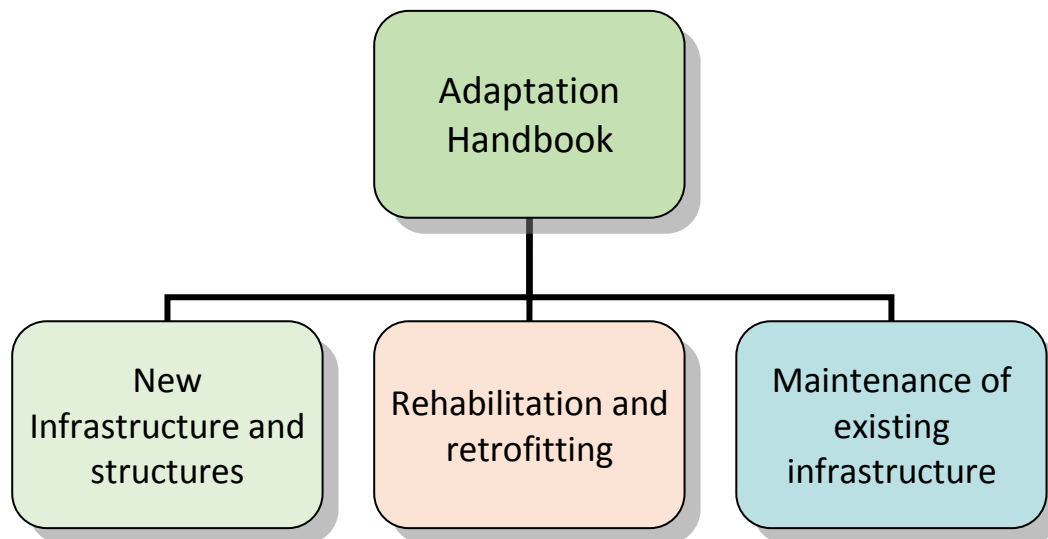 Adaptation
Handbook
New
Infrastructure and
structures
Rehabilitation and
retrofitting
Maintenance of
existing
infrastructure